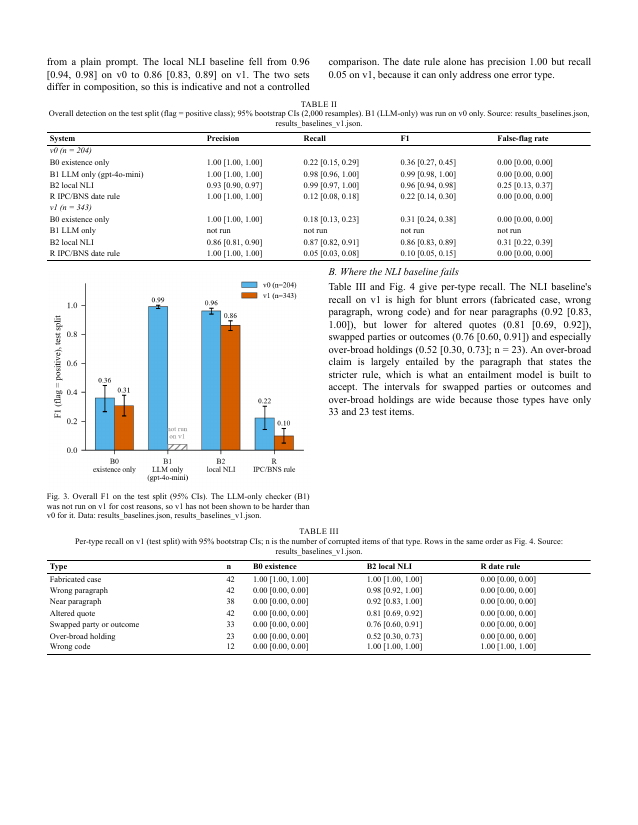 from a plain prompt. The local NLI baseline fell from 0.96
[0.94, 0.98] on v0 to 0.86 [0.83, 0.89] on v1. The two sets
differ in composition, so this is indicative and not a controlled
comparison. The date rule alone has precision 1.00 but recall
0.05 on v1, because it can only address one error type.
TABLE II
Overall detection on the test split (flag = positive class); 95% bootstrap CIs (2,000 resamples). B1 (LLM-only) was run on v0 only. Source: results_baselines.json,
results_baselines_v1.json.
System Precision Recall F1 False-flag rate
v0 (n = 204)
B0 existence only 1.00 [1.00, 1.00] 0.22 [0.15, 0.29] 0.36 [0.27, 0.45] 0.00 [0.00, 0.00]
B1 LLM only (gpt-4o-mini) 1.00 [1.00, 1.00] 0.98 [0.96, 1.00] 0.99 [0.98, 1.00] 0.00 [0.00, 0.00]
B2 local NLI 0.93 [0.90, 0.97] 0.99 [0.97, 1.00] 0.96 [0.94, 0.98] 0.25 [0.13, 0.37]
R IPC/BNS date rule 1.00 [1.00, 1.00] 0.12 [0.08, 0.18] 0.22 [0.14, 0.30] 0.00 [0.00, 0.00]
v1 (n = 343)
B0 existence only 1.00 [1.00, 1.00] 0.18 [0.13, 0.23] 0.31 [0.24, 0.38] 0.00 [0.00, 0.00]
B1 LLM only not run not run not run not run
B2 local NLI 0.86 [0.81, 0.90] 0.87 [0.82, 0.91] 0.86 [0.83, 0.89] 0.31 [0.22, 0.39]
R IPC/BNS date rule 1.00 [1.00, 1.00] 0.05 [0.03, 0.08] 0.10 [0.05, 0.15] 0.00 [0.00, 0.00]
v0 (n=204)
v1 (n=343)
F1 (flag = positive), test split
1.0
0.8
0.6
0.4
0.2
0.0
0.36
0.31
0.99
not run
on v1
0.96
0.86
0.22
0.10
B0
existence only
B1
LLM only
(gpt-4o-mini)
B2
local NLI
R
IPC/BNS rule
Fig. 3. Overall F1 on the test split (95% CIs). The LLM-only checker (B1)
was not run on v1 for cost reasons, so v1 has not been shown to be harder than
v0 for it. Data: results_baselines.json, results_baselines_v1.json.
B. Where the NLI baseline fails
Table III and Fig. 4 give per-type recall. The NLI baseline's
recall on v1 is high for blunt errors (fabricated case, wrong
paragraph, wrong code) and for near paragraphs (0.92 [0.83,
1.00]), but lower for altered quotes (0.81 [0.69, 0.92]),
swapped parties or outcomes (0.76 [0.60, 0.91]) and especially
over-broad holdings (0.52 [0.30, 0.73]; n = 23). An over-broad
claim is largely entailed by the paragraph that states the
stricter rule, which is what an entailment model is built to
accept. The intervals for swapped parties or outcomes and
over-broad holdings are wide because those types have only
33 and 23 test items.
TABLE III
Per-type recall on v1 (test split) with 95% bootstrap CIs; n is the number of corrupted items of that type. Rows in the same order as Fig. 4. Source:
results_baselines_v1.json.
Type n B0 existence B2 local NLI R date rule
Fabricated case 42 1.00 [1.00, 1.00] 1.00 [1.00, 1.00] 0.00 [0.00, 0.00]
Wrong paragraph 42 0.00 [0.00, 0.00] 0.98 [0.92, 1.00] 0.00 [0.00, 0.00]
Near paragraph 38 0.00 [0.00, 0.00] 0.92 [0.83, 1.00] 0.00 [0.00, 0.00]
Altered quote 42 0.00 [0.00, 0.00] 0.81 [0.69, 0.92] 0.00 [0.00, 0.00]
Swapped party or outcome 33 0.00 [0.00, 0.00] 0.76 [0.60, 0.91] 0.00 [0.00, 0.00]
Over-broad holding 23 0.00 [0.00, 0.00] 0.52 [0.30, 0.73] 0.00 [0.00, 0.00]
Wrong code 12 0.00 [0.00, 0.00] 1.00 [1.00, 1.00] 1.00 [1.00, 1.00]